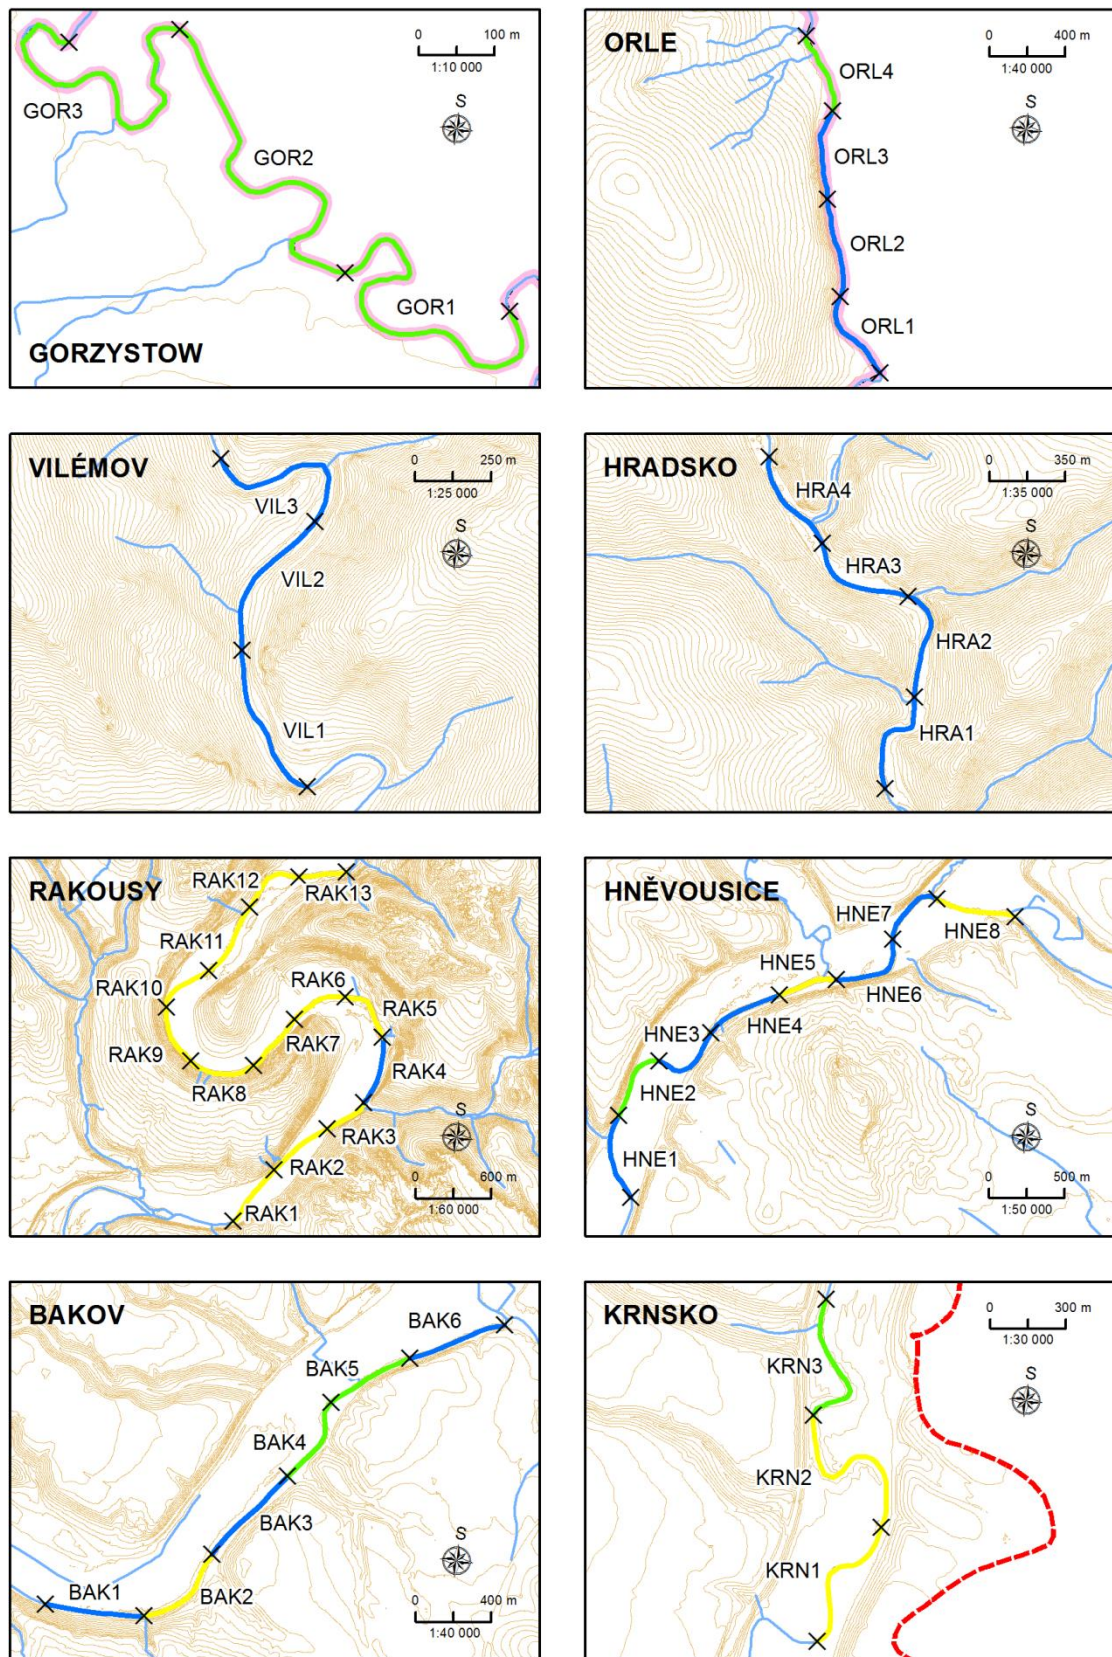 GORZYSTOW
GOR3
GOR2
GOR1
0 100 m
1:10 000
S
ORLE
ORL4
ORL3
ORL2
ORL1
0 400 m
1:40 000
S
VILÉMOV
VIL3
VIL2
VIL1
0 250 m
1:25 000
S
HRADSKO
HRA4
HRA3
HRA2
HRA1
0 350 m
1:35 000
S
RAKOUSY
RAK12
RAK13
RAK11
RAK10
RAK6
RAK5
RAK7
RAK9
RAK8
RAK4
RAK3
RAK2
RAK1
0 600 m
1:60 000
S
HNĚVOUSICE
HNE7
HNE8
HNE5
HNE6
HNE3
HNE4
HNE2
HNE1
0 500 m
1:50 000
S
BAKOV
BAK6
BAK5
BAK4
BAK3
BAK1
BAK2
0 400 m
1:40 000
S
KRNSKO
KRN3
KRN2
KRN1
0 300 m
1:30 000
S